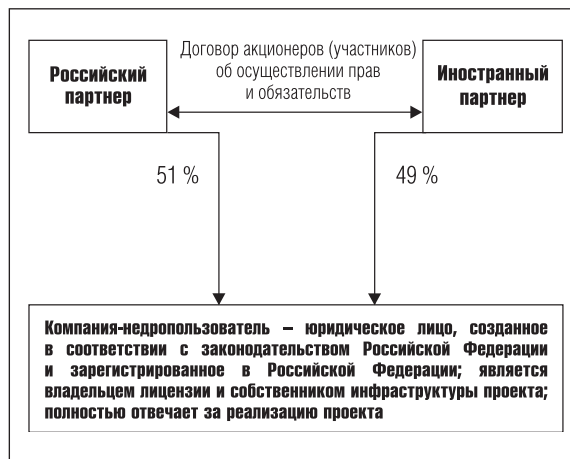 Договор акционеров (участников)
об осуществлении прав
и обязательств
Российский
партнер
Иностранный
партнер
51 %
49 %
Компания-недропользователь – юридическое лицо, созданное
в соответствии с законодательством Российской Федерации
и зарегистрированное в Российской Федерации; является
владельцем лицензии и собственником инфраструктуры проекта;
полностью отвечает за реализацию проекта